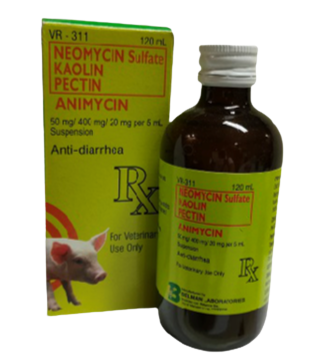 VR - 311 120 mL
NEOMYCIN Sulfate
KAOLIN
PECTIN
ANIMYCIN
50 mg/ 400 mg/ 20 mg per 5 mL
Suspension
Anti-diarrhea
Rx
For Veterinary
Use Only
VR-311 120 mL
NEOMYCIN Sulfate
KAOLIN
PECTIN
ANIMYCIN
50 mg/ 400 mg/ 20 mg per 5 mL
Suspension
Anti-diarrhea
For Veterinary Use Only
Rx
LABORATORIES